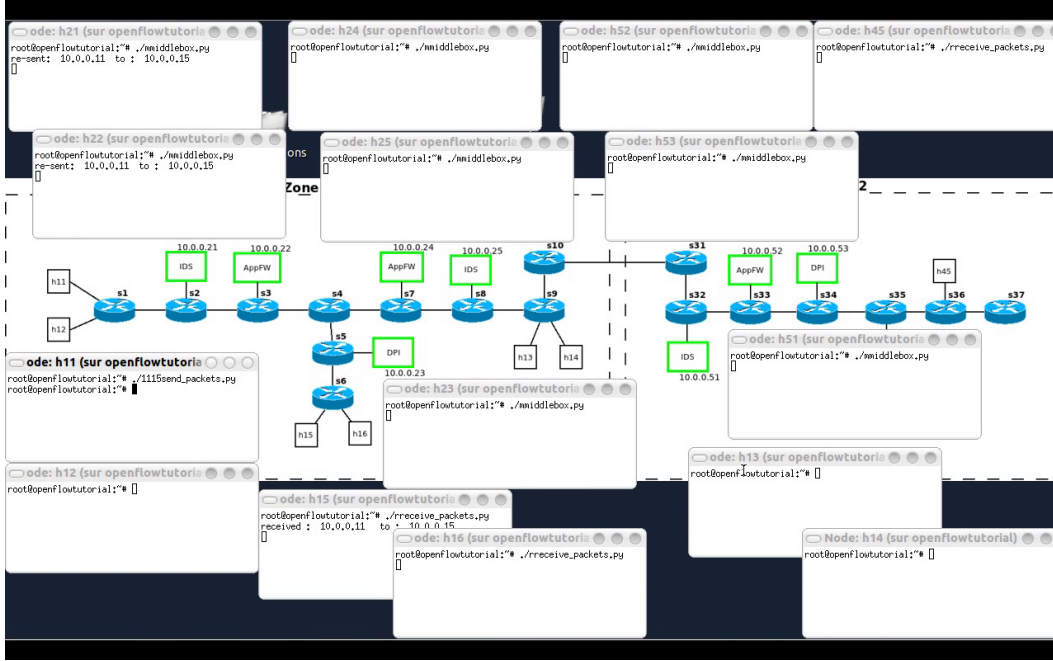 ode: h21 (sur openflowtutoria
root@openflowtutorial:~# ./mmiddlebox.py
re-sent: 10.0.0.11 to : 10.0.0.15
ode: h24 (sur openflowtutoria
root@openflowtutorial:~# ./mmiddlebox.py
ode: h52 (sur openflowtutoria
root@openflowtutorial:~# ./mmiddlebox.py
ode: h45 (sur openflowtutoria
root@openflowtutorial:~# ./rreceive_packets.py
ode: h22 (sur openflowtutoria
root@openflowtutorial:~# ./mmiddlebox.py
re-sent: 10.0.0.11 to : 10.0.0.15
ons
ode: h25 (sur openflowtutoria
root@openflowtutorial:~# ./mmiddlebox.py
ode: h53 (sur openflowtutoria
root@openflowtutorial:~# ./mmiddlebox.py
Zone
2
10.0.0.21
10.0.0.22
10.0.0.24
10.0.0.25
s10
s31
10.0.0.52
10.0.0.53
h11
IDS
AppFW
AppFW
IDS
AppFW
DPI
h45
s1
s2
s3
s4
s7
s8
s9
s32
s33
s34
s35
s36
s37
h12
s5
DPI
10.0.0.23
h13
h14
IDS
10.0.0.51
s6
h15
h16
ode: h51 (sur openflowtutoria
root@openflowtutorial:~# ./mmiddlebox.py
ode: h11 (sur openflowtutoria
root@openflowtutorial:~# ./1115send_packets.py
root@openflowtutorial:~#
ode: h23 (sur openflowtutoria
root@openflowtutorial:~# ./mmiddlebox.py
ode: h12 (sur openflowtutoria
root@openflowtutorial:~#
ode: h13 (sur openflowtutoria
root@openflowtutorial:~#
ode: h15 (sur openflowtutoria
root@openflowtutorial:~# ./rreceive_packets.py
received : 10.0.0.11 to : 10.0.0.15
ode: h16 (sur openflowtutoria
root@openflowtutorial:~# ./rreceive_packets.py
Node: h14 (sur openflowtutorial)
root@openflowtutorial:~#